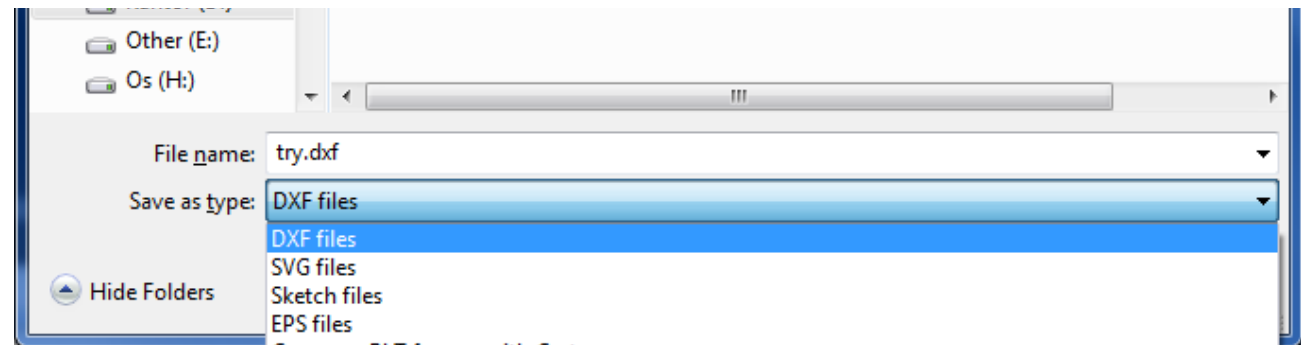 Other (E:)
Os (H:)
File name: try.dxf
Save as type: DXF files
DXF files
SVG files
Hide Folders
Sketch files
EPS files